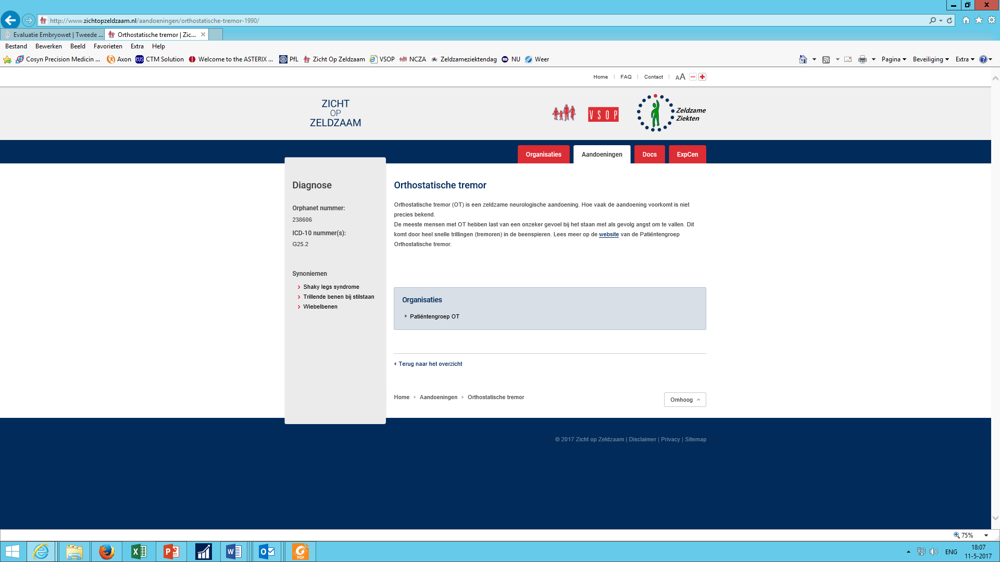 http://www.zichtopzeldzaam.nl/aandoeningen/orthostatische-tremor-1990/
Evaluatie Embryowet | Tweede ...
Orthostatische tremor | Zic...
Bestand Bewerken Beeld Favorieten Extra Help
Cosyn Precision Medicin ... Axon CTM Solution Welcome to the ASTERIX ... PfL Zicht Op Zeldzaam VSOP NCZA Zeldzameziektendag NU Weer
Pagina Beveiliging Extra
Home | FAQ | Contact | AA
ZICHT
OP
ZELDZAAM
VSOP
Zeldzame
Ziekten
Organisaties Aandoeningen Docs ExpCen
Diagnose
Orphanet nummer:
238606
ICD-10 nummer(s):
G25.2
Synoniemen
Shaky legs syndrome
Trillende benen bij stilstaan
Wiebelbenen
Orthostatische tremor
Orthostatische tremor (OT) is een zeldzame neurologische aandoening. Hoe vaak de aandoening voorkomt is niet
precies bekend.
De meeste mensen met OT hebben last van een onzeker gevoel bij het staan met als gevolg angst om te vallen. Dit
komt door heel snelle trillingen (tremoren) in de beenspieren. Lees meer op de website van de Patiëntengroep
Orthostatische tremor.
Organisaties
Patiëntengroep OT
Terug naar het overzicht
Home › Aandoeningen › Orthostatische tremor
Omhoog
© 2017 Zicht op Zeldzaam | Disclaimer | Privacy | Sitemap
75%
PDF
ENG
18:07
11-5-2017